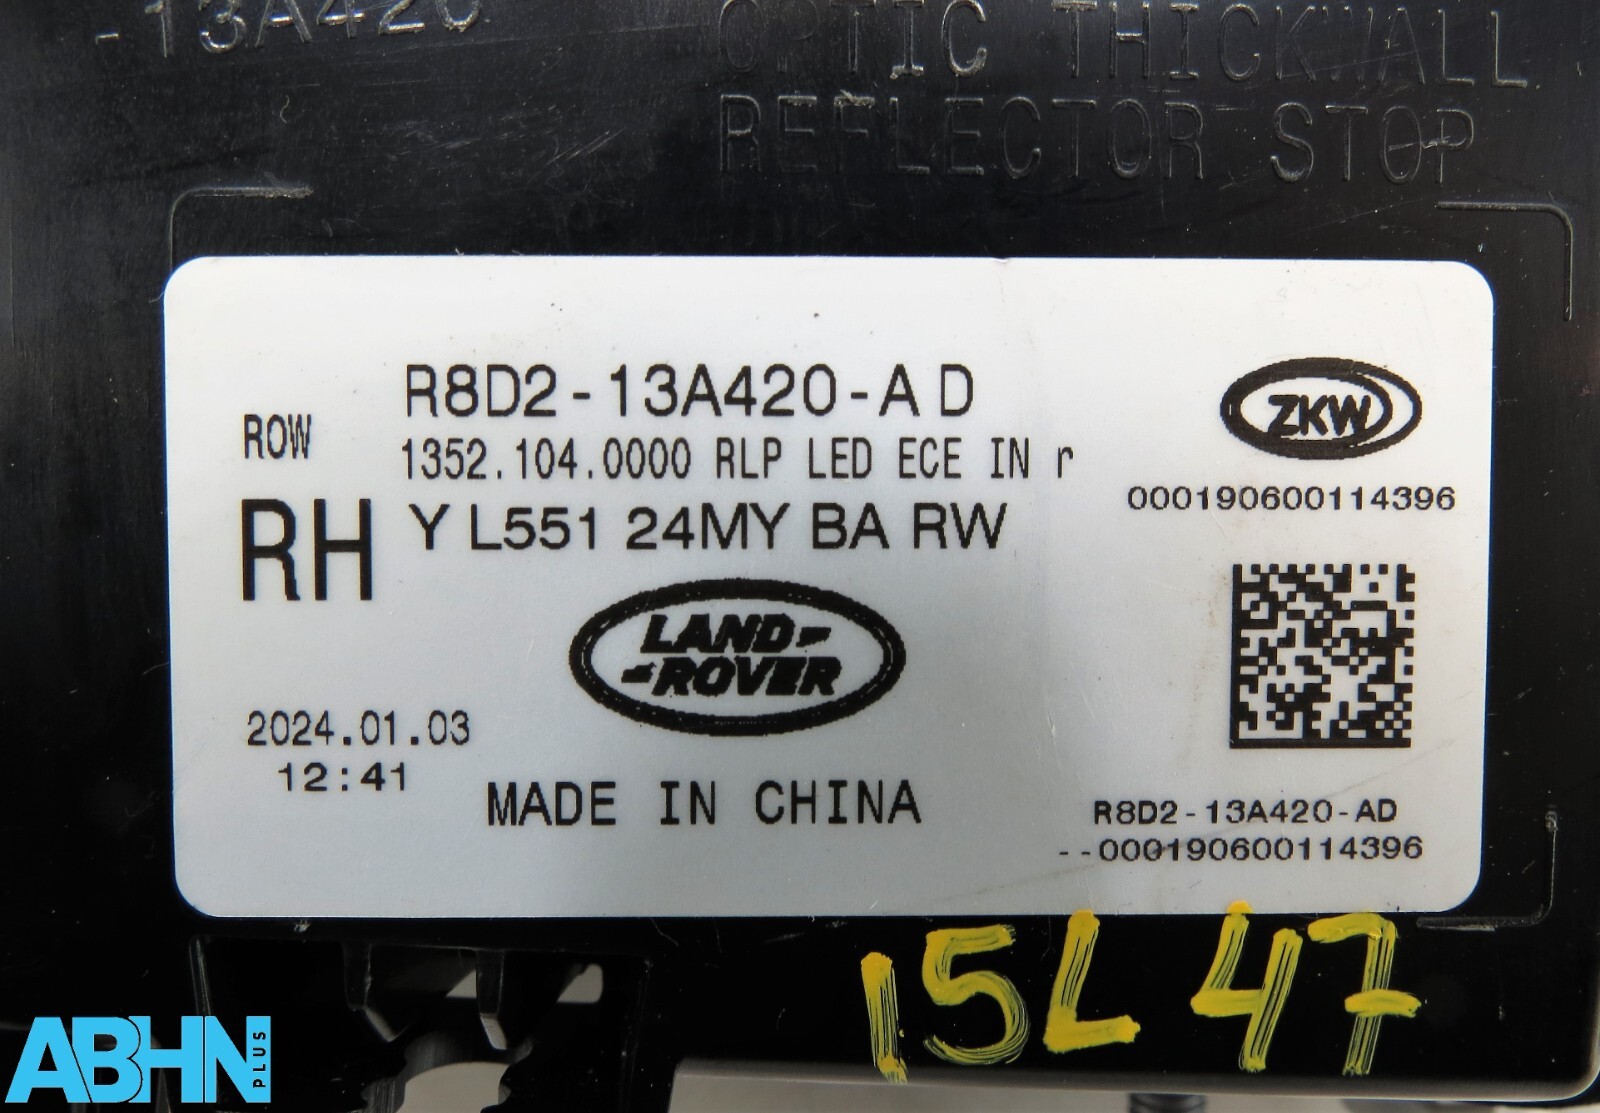 -13A420
OPTIC THICKWALL
REFLECTOR STOP
R8D2-13A420-AD
ROW
1352.104.0000 RLP LED ECE IN r
RH
Y L551 24MY BA RW
ZKW
000190600114396
LAND-
-ROVER
2024.01.03
12:41
MADE IN CHINA
R8D2-13A420-AD
--000190600114396
15L47
ABHN PLUS